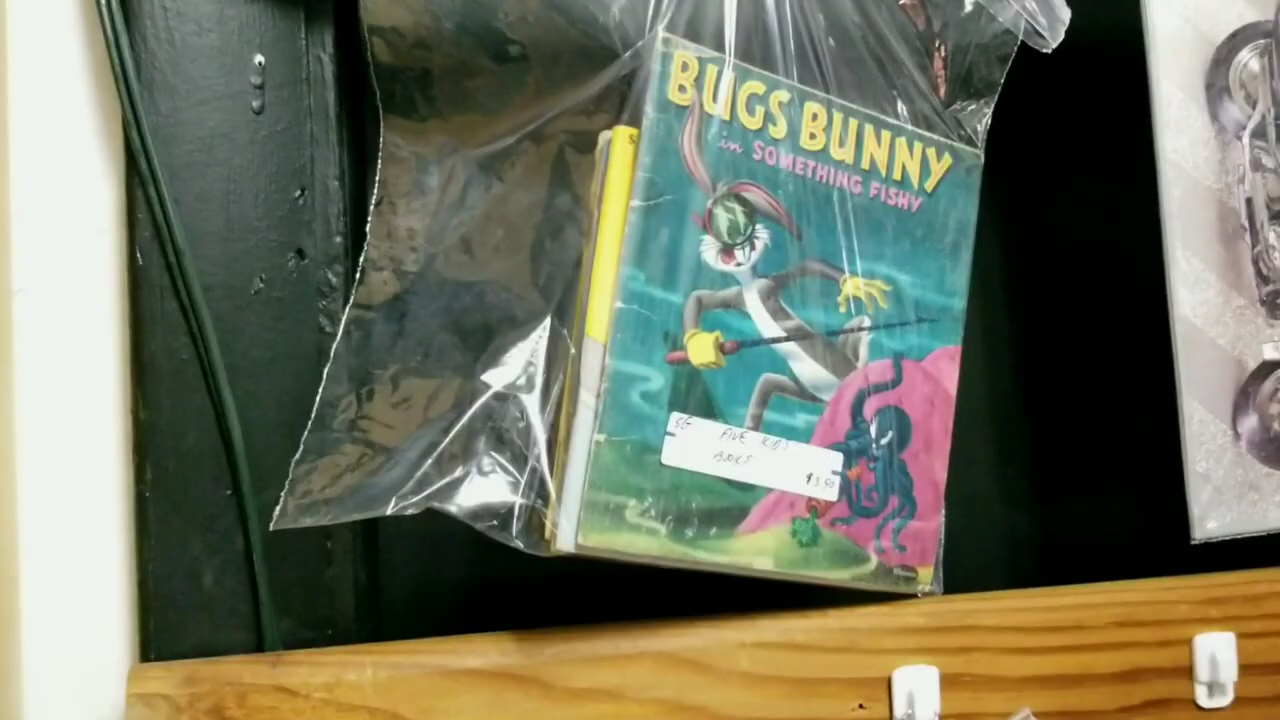 BUGS BUNNY
in SOMETHING FISHY
FIVE KIDS
BOOKS
$3.50